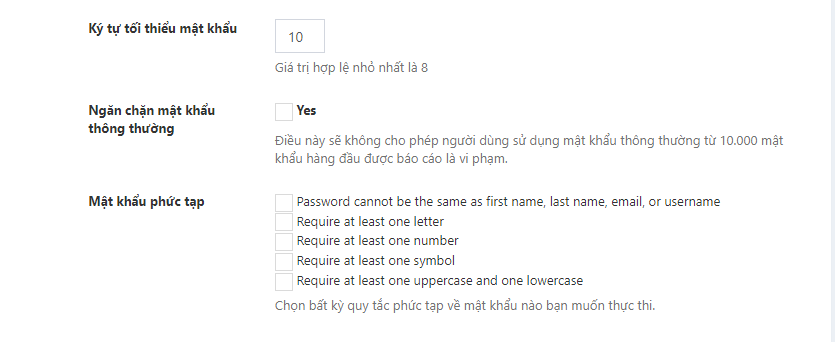 Ký tự tối thiểu mật khẩu
10
Giá trị hợp lệ nhỏ nhất là 8
Ngăn chặn mật khẩu
thông thường
Yes
Điều này sẽ không cho phép người dùng sử dụng mật khẩu thông thường từ 10.000 mật
khẩu hàng đầu được báo cáo là vi phạm.
Mật khẩu phức tạp
Password cannot be the same as first name, last name, email, or username
Require at least one letter
Require at least one number
Require at least one symbol
Require at least one uppercase and one lowercase
Chọn bất kỳ quy tắc phức tạp về mật khẩu nào bạn muốn thực thi.